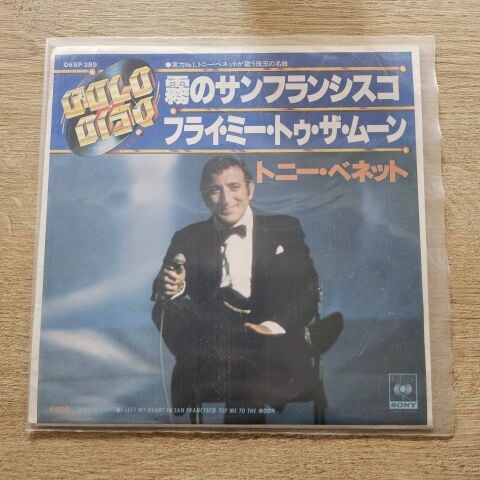 06SP 389
●実力No.1、トニー・ベネットが歌う珠玉の名曲
GOLD DISC
霧のサンフランシスコ
フライ・ミー・トゥ・ザ・ムーン
トニー・ベネット
¥600
I LEFT MY HEART IN SAN FRANCISCO FLY ME TO THE MOON
CBS
SONY